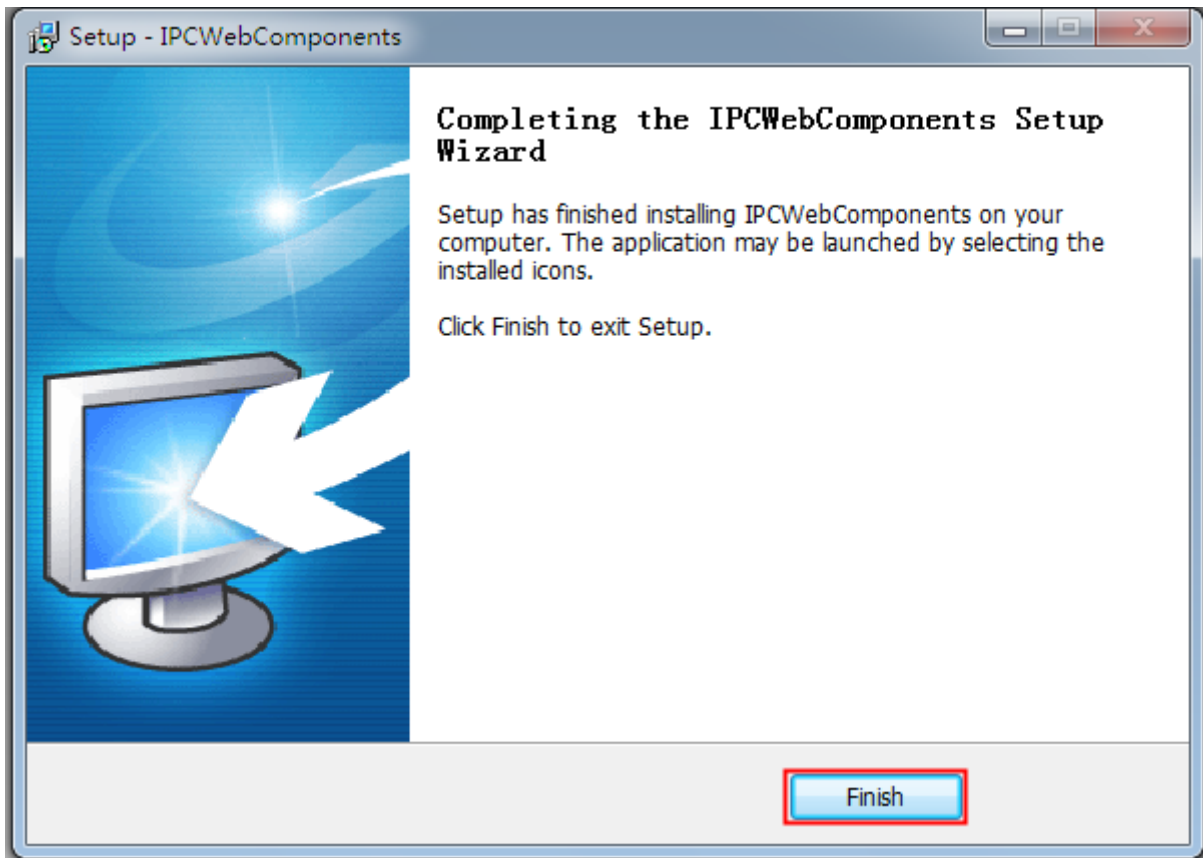 Setup - IPCWebComponents
Completing the IPCWebComponents Setup
Wizard
Setup has finished installing IPCWebComponents on your
computer. The application may be launched by selecting the
installed icons.
Click Finish to exit Setup.
Finish